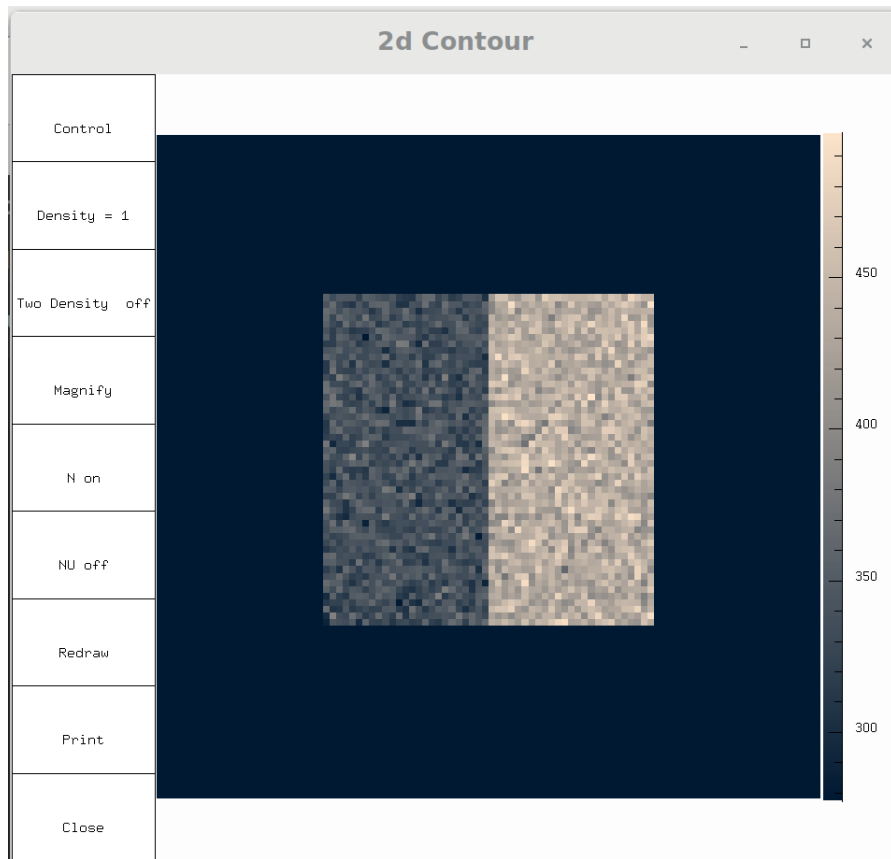 2d Contour
Control
Density = 1
Two Density  off
Magnify
N on
NU off
Redraw
Print
Close
450
400
350
300